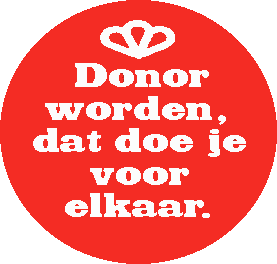 Donor
worden,
dat doe je
voor
elkaar.